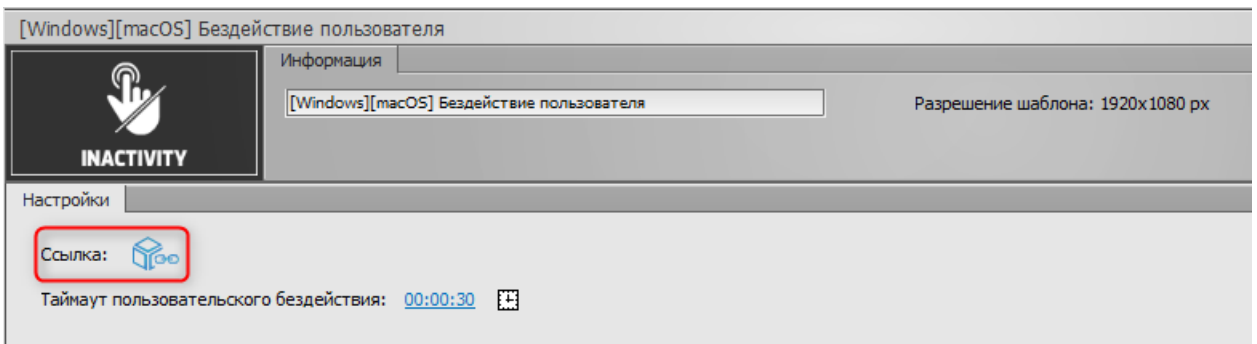 [Windows][macOS] Бездействие пользователя
Информация
[Windows][macOS] Бездействие пользователя
Разрешение шаблона: 1920x1080 px
INACTIVITY
Настройки
Ссылка:
Таймаут пользовательского бездействия: 00:00:30